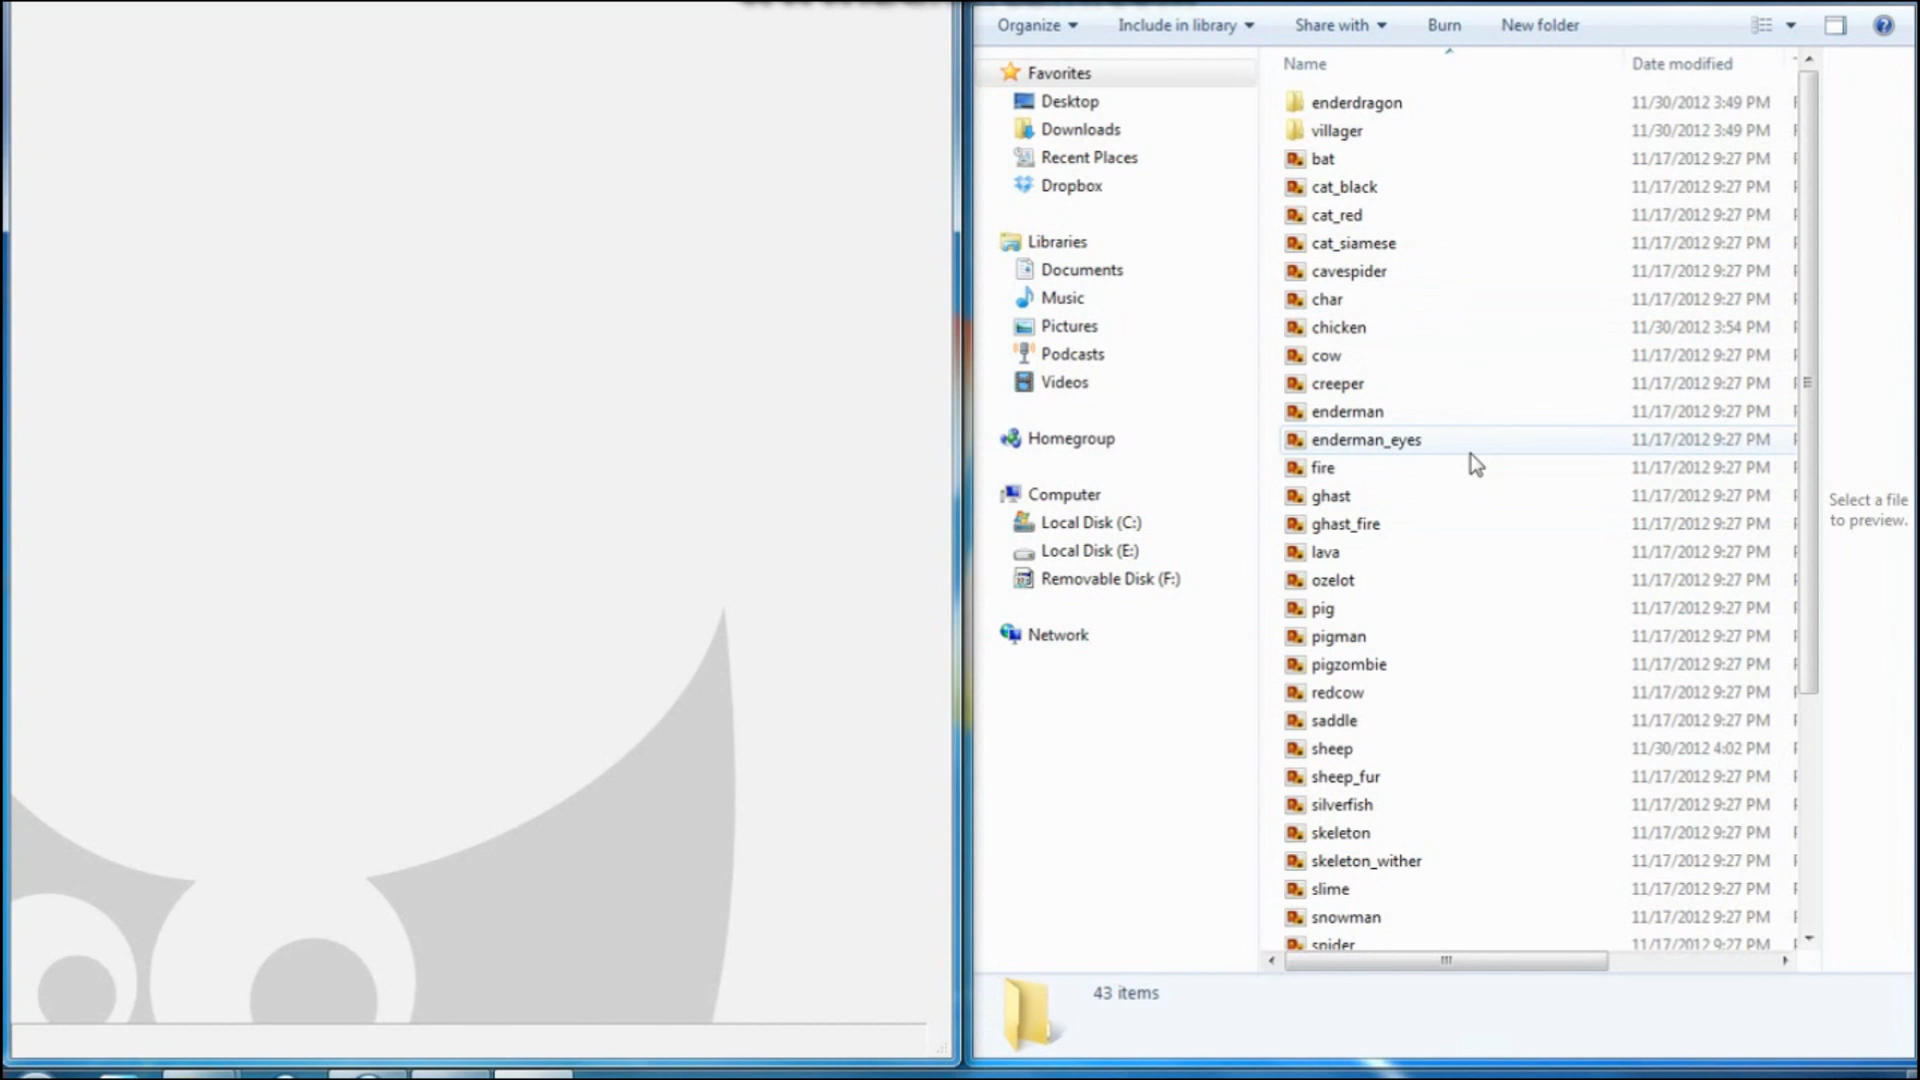 Organize Include in library Share with Burn New folder
Name Date modified
Favorites
Desktop
Downloads
Recent Places
Dropbox
Libraries
Documents
Music
Pictures
Podcasts
Videos
Homegroup
Computer
Local Disk (C:)
Local Disk (E:)
Removable Disk (F:)
Network
enderdragon 11/30/2012 3:49 PM
villager 11/30/2012 3:49 PM
bat 11/17/2012 9:27 PM
cat_black 11/17/2012 9:27 PM
cat_red 11/17/2012 9:27 PM
cat_siamese 11/17/2012 9:27 PM
cavespider 11/17/2012 9:27 PM
char 11/17/2012 9:27 PM
chicken 11/30/2012 3:54 PM
cow 11/17/2012 9:27 PM
creeper 11/17/2012 9:27 PM
enderman 11/17/2012 9:27 PM
enderman_eyes 11/17/2012 9:27 PM
fire 11/17/2012 9:27 PM
ghast 11/17/2012 9:27 PM
ghast_fire 11/17/2012 9:27 PM
lava 11/17/2012 9:27 PM
ozelot 11/17/2012 9:27 PM
pig 11/17/2012 9:27 PM
pigman 11/17/2012 9:27 PM
pigzombie 11/17/2012 9:27 PM
redcow 11/17/2012 9:27 PM
saddle 11/17/2012 9:27 PM
sheep 11/30/2012 4:02 PM
sheep_fur 11/17/2012 9:27 PM
silverfish 11/17/2012 9:27 PM
skeleton 11/17/2012 9:27 PM
skeleton_wither 11/17/2012 9:27 PM
slime 11/17/2012 9:27 PM
snowman 11/17/2012 9:27 PM
spider 11/17/2012 9:27 PM
Select a file
to preview.
43 items